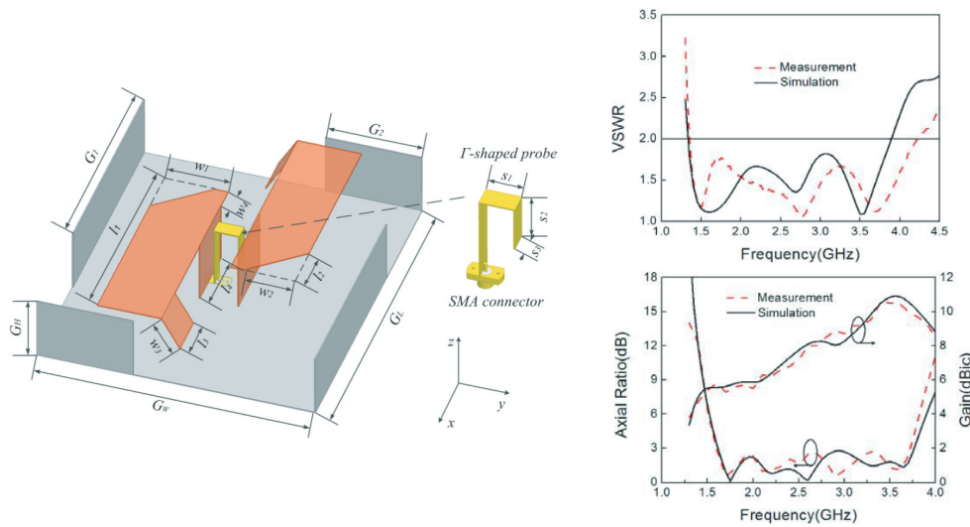 G1
G2
w1
w4
l1
l4
w2
l2
w3
l3
GH
GW
GL
Γ-shaped probe
s1
s2
s3
SMA connector
z
y
x
3.5
3.0
2.5
2.0
1.5
1.0
VSWR
Measurement
Simulation
1.0 1.5 2.0 2.5 3.0 3.5 4.0 4.5
Frequency(GHz)
18
15
12
9
6
3
0
Axial Ratio(dB)
Measurement
Simulation
12
10
8
6
4
2
0
Gain(dBic)
1.0 1.5 2.0 2.5 3.0 3.5 4.0
Frequency(GHz)